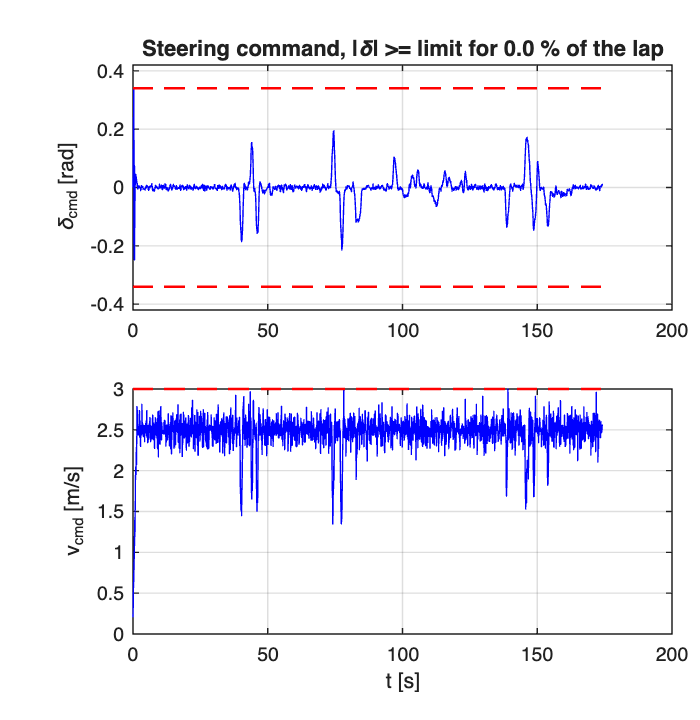 Steering command, |δ| >= limit for 0.0 % of the lap
0.4
0.2
0
-0.2
-0.4
δcmd [rad]
0 50 100 150 200
3
2.5
2
1.5
1
0.5
0
vcmd [m/s]
0 50 100 150 200
t [s]